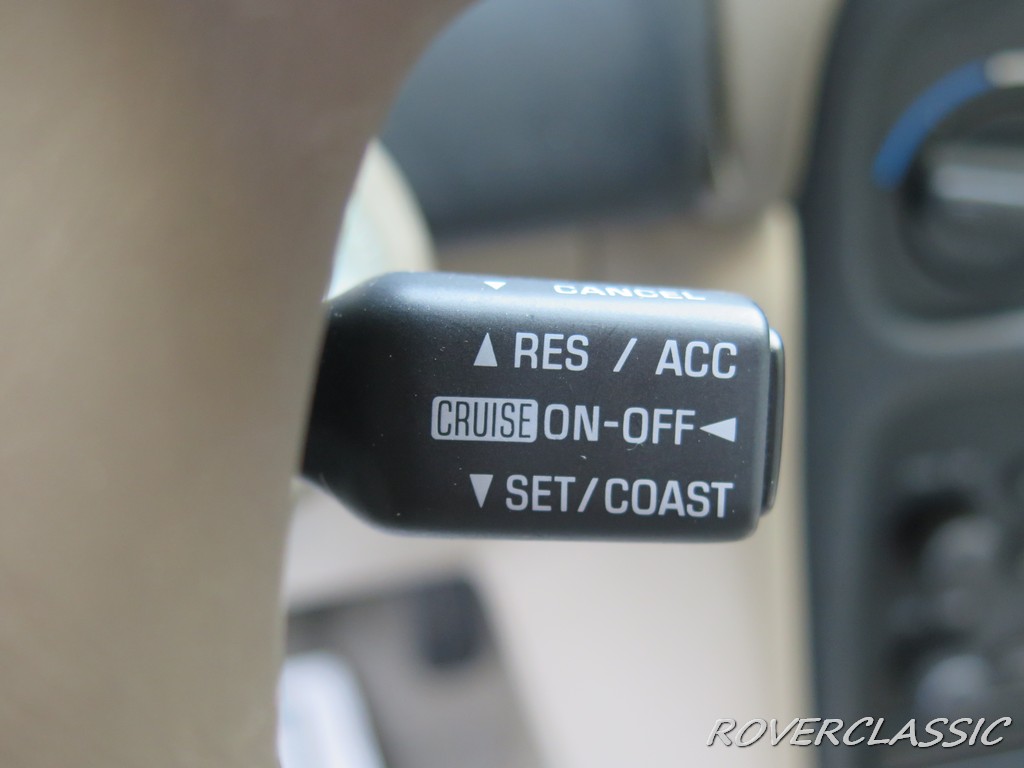 ▼ CANCEL
▲ RES / ACC
CRUISE ON-OFF ◀
▼ SET/COAST
ROVERCLASSIC